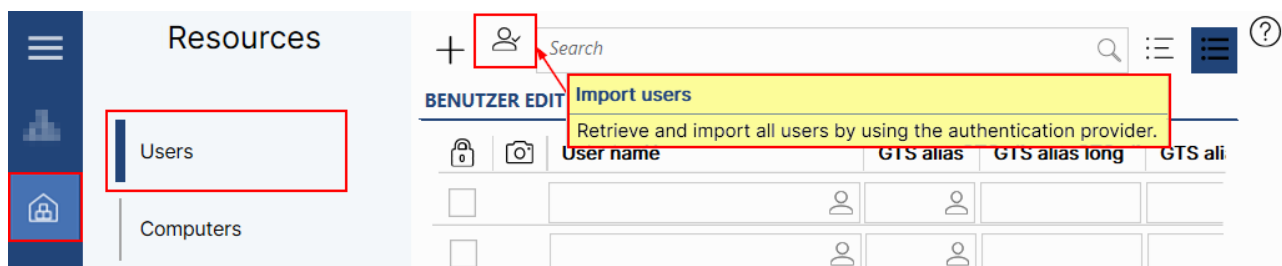 Resources
Search
Import users
Retrieve and import all users by using the authentication provider.
BENUTZER EDIT
Users
User name
GTS alias
GTS alias long
GTS ali
Computers